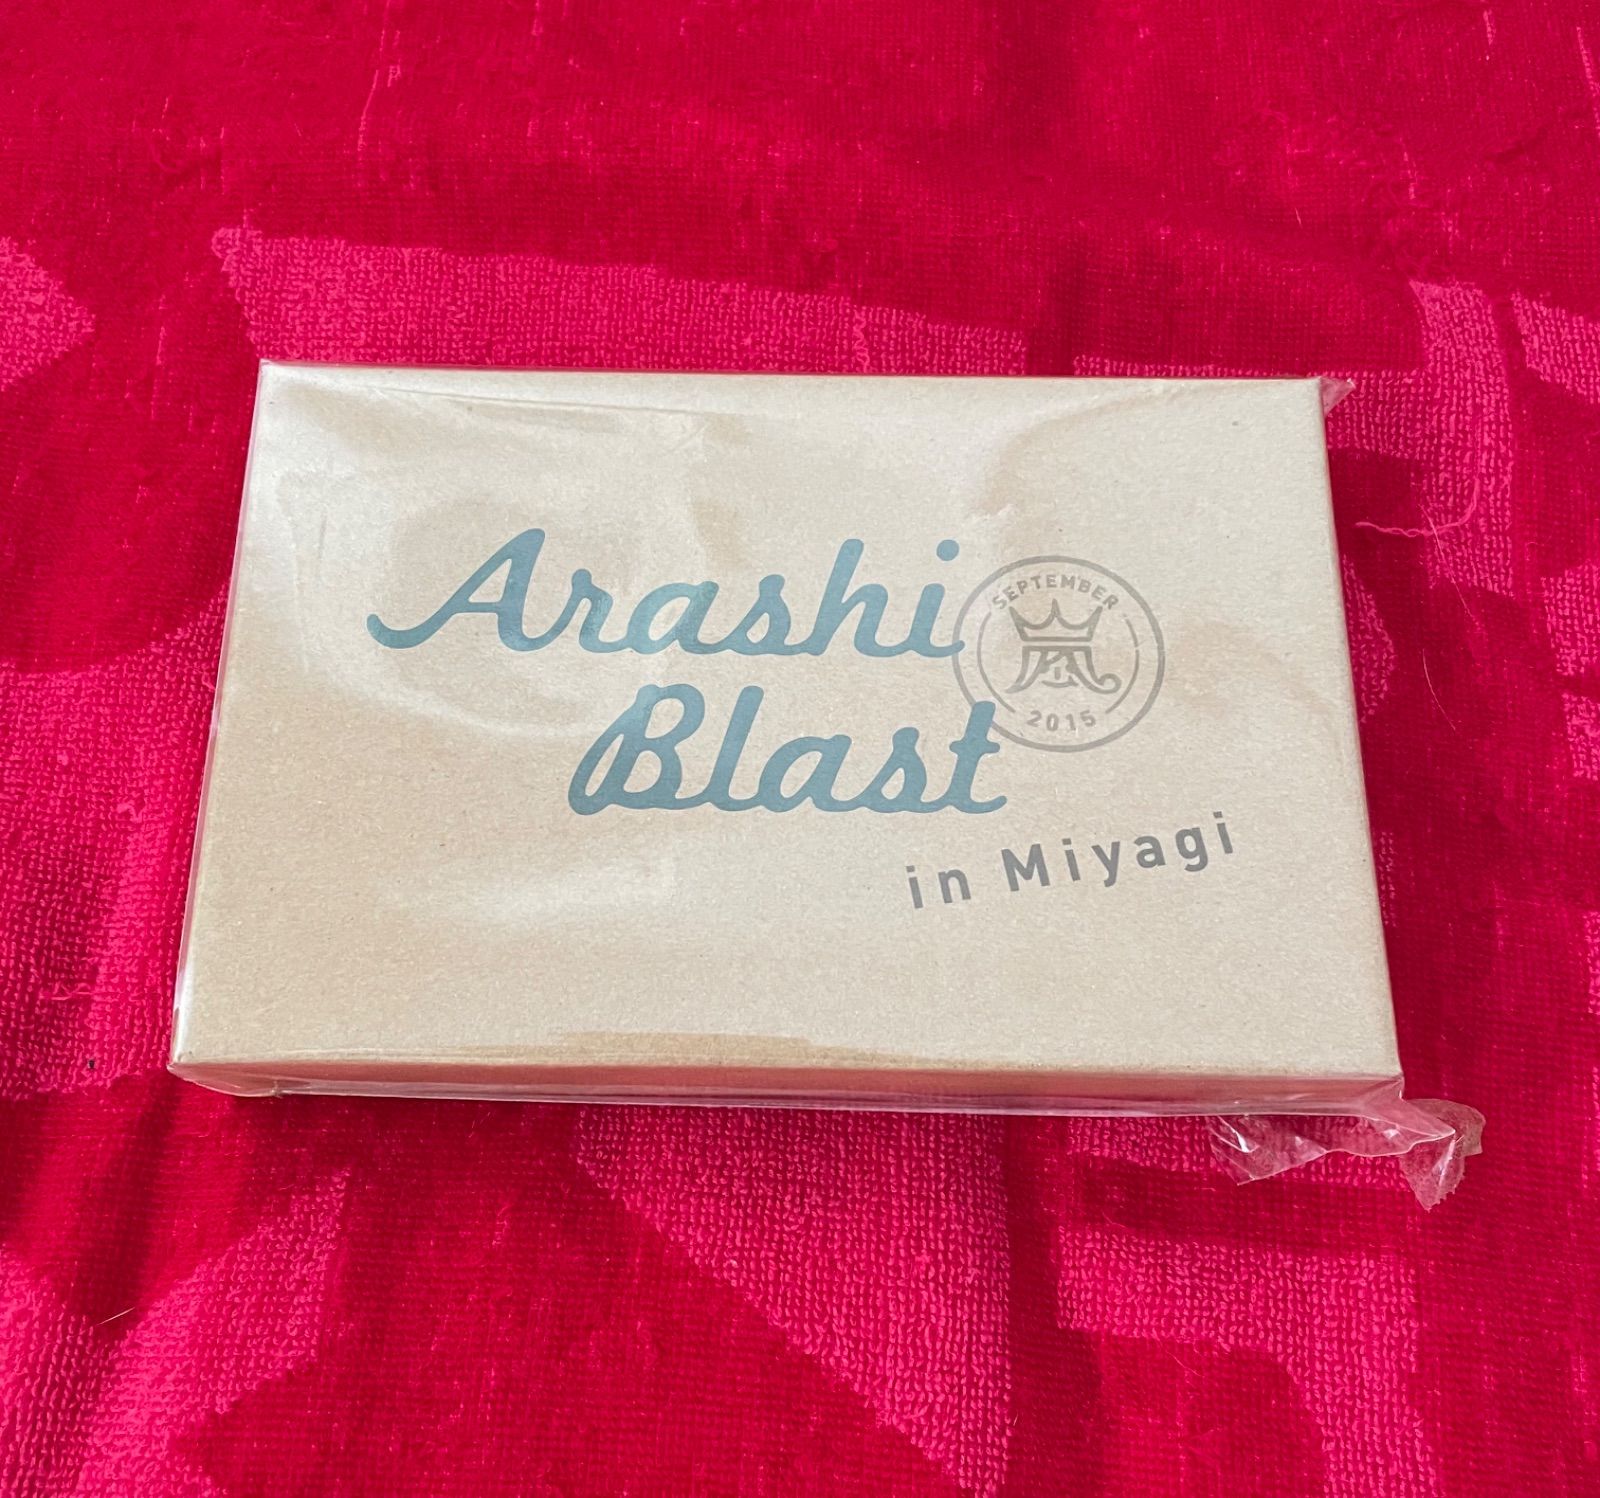 Arashi
SEPTEMBER
嵐
2015
Blast
in Miyagi